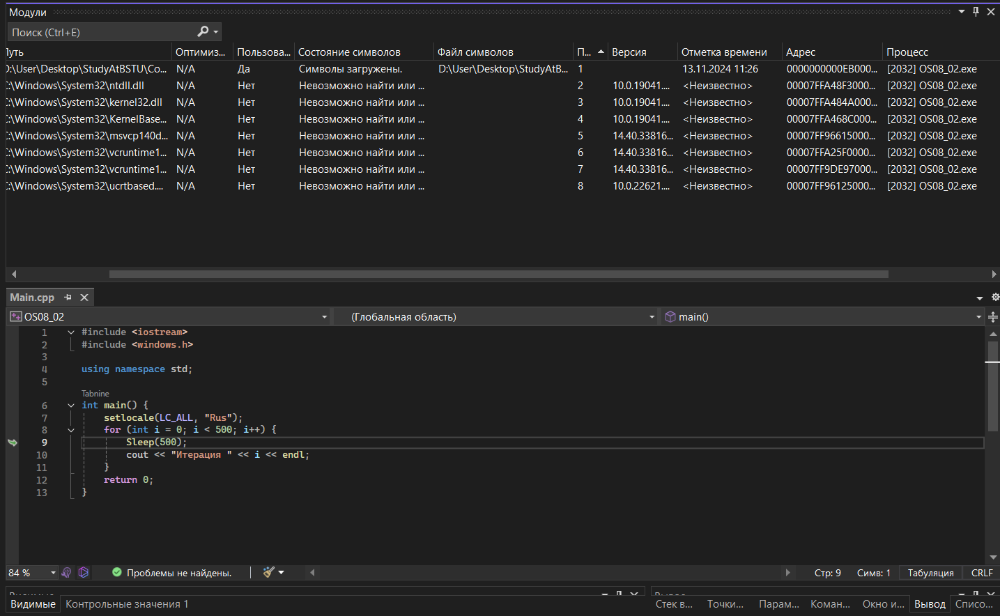 Модули
Поиск (Ctrl+E)
Путь Оптимиз... Пользова... Состояние символов Файл символов П... Версия Отметка времени Адрес Процесс
D:\User\Desktop\StudyAtBSTU\Co... N/A Да Символы загружены. D:\User\Desktop\StudyAtB... 1 13.11.2024 11:26 0000000000EB000... [2032] OS08_02.exe
C:\Windows\System32\ntdll.dll N/A Нет Невозможно найти или ... 2 10.0.19041.... <Неизвестно> 00007FFA48F3000... [2032] OS08_02.exe
C:\Windows\System32\kernel32.dll N/A Нет Невозможно найти или ... 3 10.0.19041.... <Неизвестно> 00007FFA484A000... [2032] OS08_02.exe
C:\Windows\System32\KernelBase... N/A Нет Невозможно найти или ... 4 10.0.19041.... <Неизвестно> 00007FFA468C000... [2032] OS08_02.exe
C:\Windows\System32\msvcp140d... N/A Нет Невозможно найти или ... 5 14.40.33816... <Неизвестно> 00007FF96615000... [2032] OS08_02.exe
C:\Windows\System32\vcruntime1... N/A Нет Невозможно найти или ... 6 14.40.33816... <Неизвестно> 00007FFA25F0000... [2032] OS08_02.exe
C:\Windows\System32\vcruntime1... N/A Нет Невозможно найти или ... 7 14.40.33816... <Неизвестно> 00007FF9DE97000... [2032] OS08_02.exe
C:\Windows\System32\ucrtbased.... N/A Нет Невозможно найти или ... 8 10.0.22621.... <Неизвестно> 00007FF96125000... [2032] OS08_02.exe
Main.cpp
OS08_02 (Глобальная область) main()
1 #include <iostream>
2 #include <windows.h>
3
4 using namespace std;
5
Tabnine
6 int main() {
7 setlocale(LC_ALL, "Rus");
8 for (int i = 0; i < 500; i++) {
9 Sleep(500);
10 cout << "Итерация " << i << endl;
11 }
12 return 0;
13 }
84 % Проблемы не найдены. Стр: 9 Симв: 1 Табуляция CRLF
Видимые Вывод
Видимые Контрольные значения 1 Стек в... Точки... Парам... Коман... Окно и... Вывод Списо...